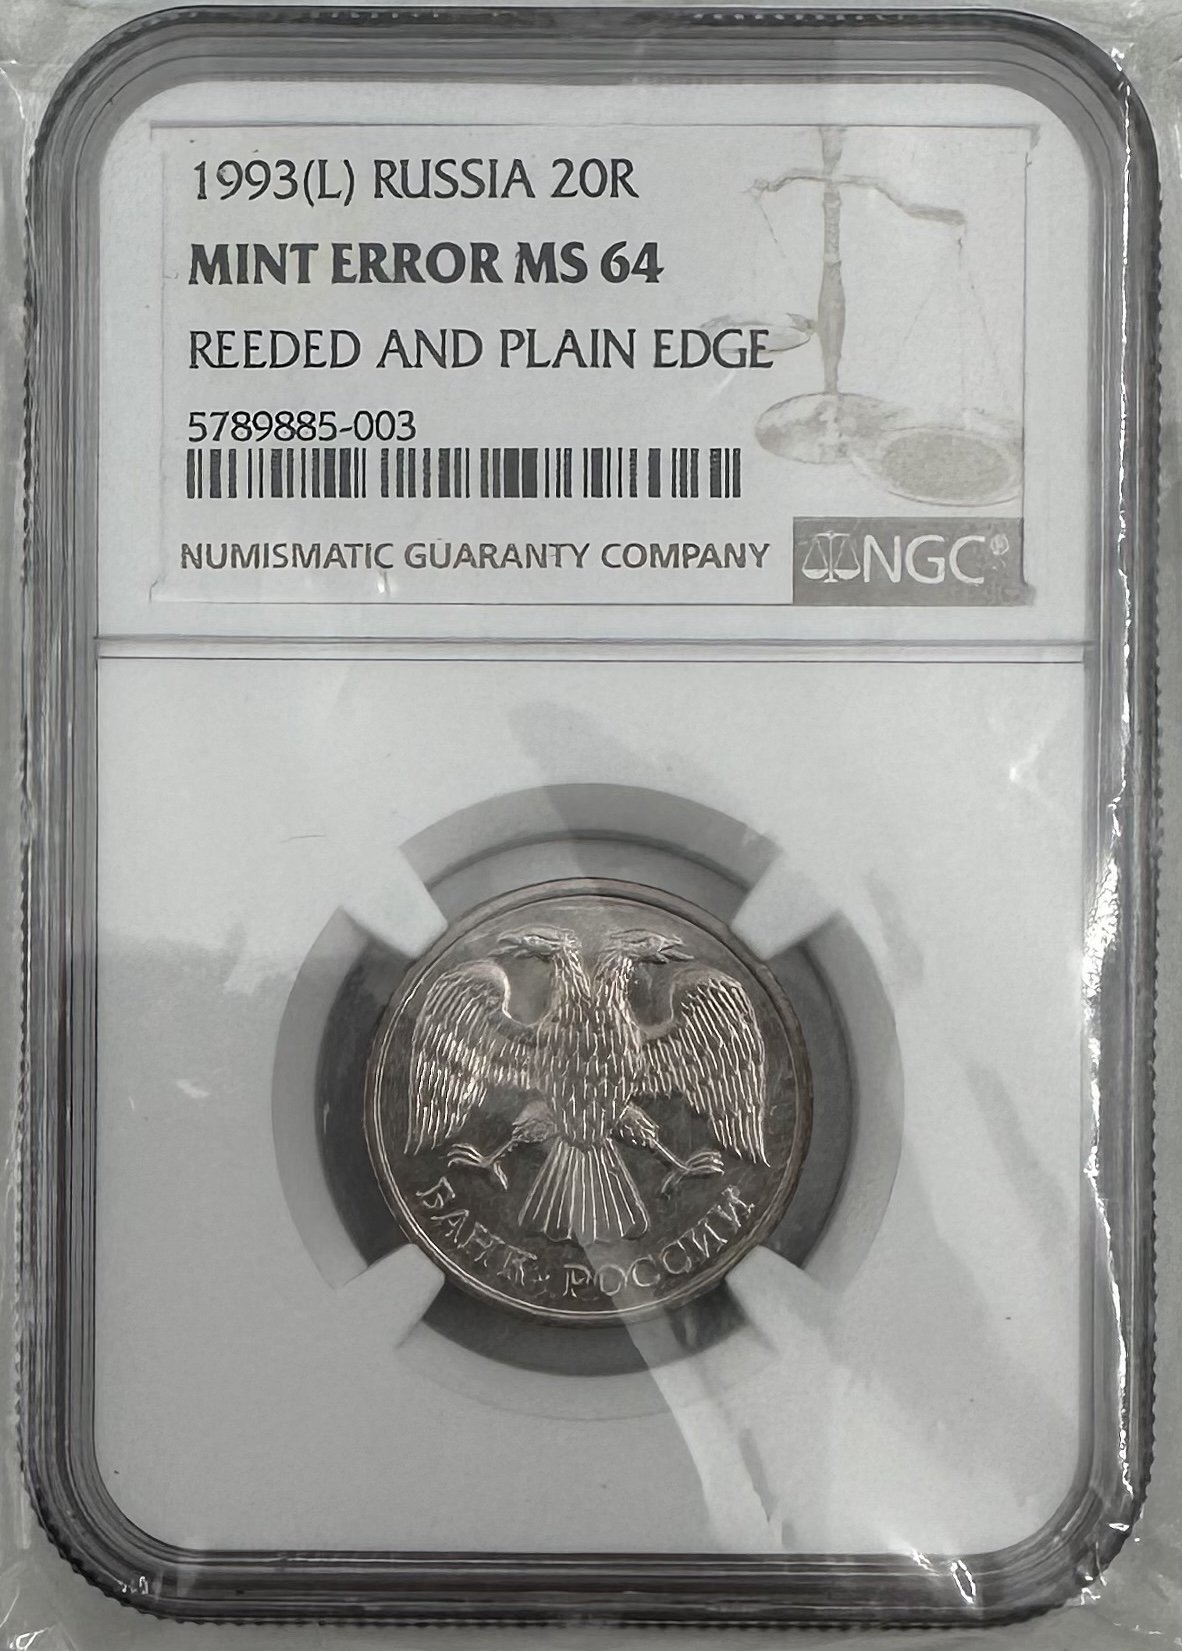 1993(L) RUSSIA 20R
MINT ERROR MS 64
REEDED AND PLAIN EDGE
5789885-003
NUMISMATIC GUARANTY COMPANY
NGC®
БАНК РОССИИ